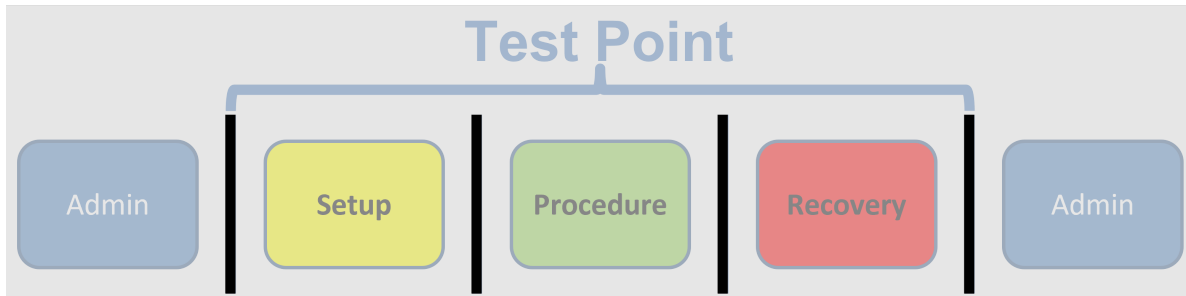 Test Point
Admin
Setup
Procedure
Recovery
Admin